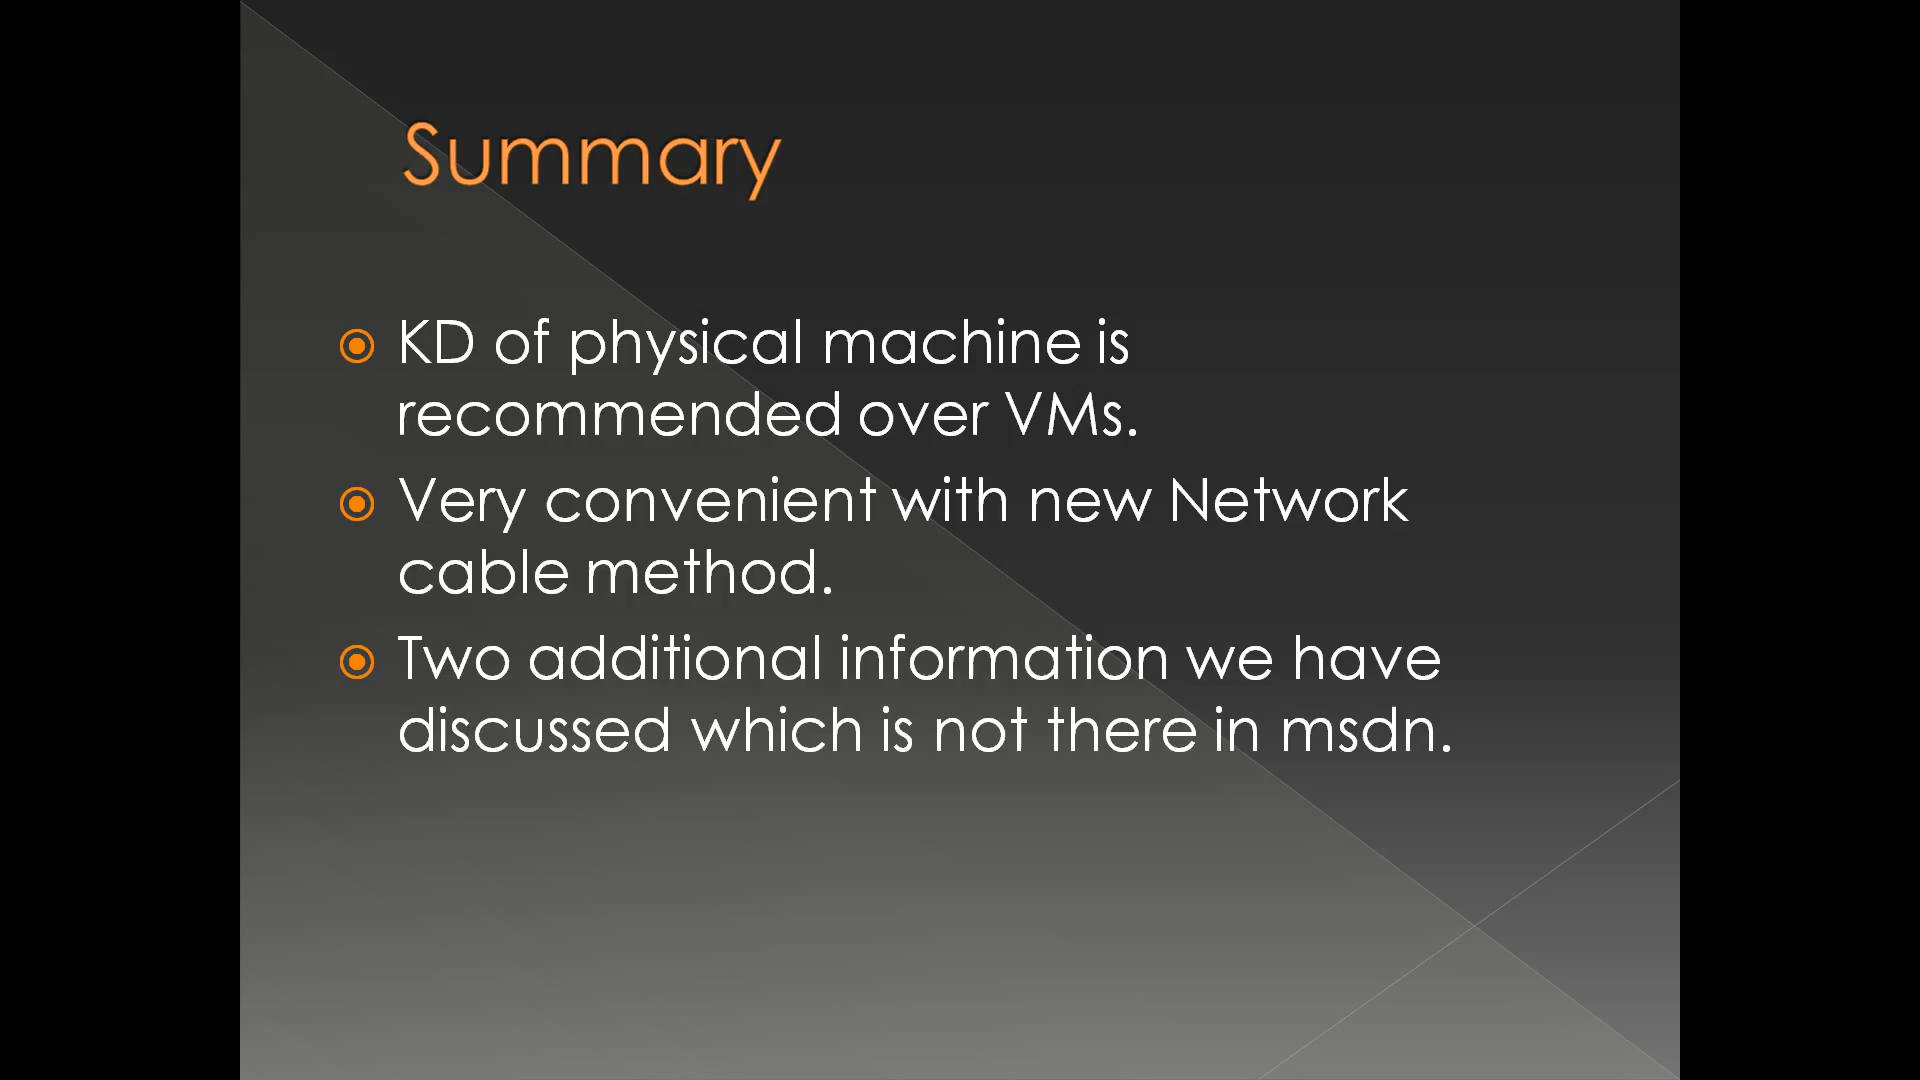 Summary
KD of physical machine is
recommended over VMs.
Very convenient with new Network
cable method.
Two additional information we have
discussed which is not there in msdn.